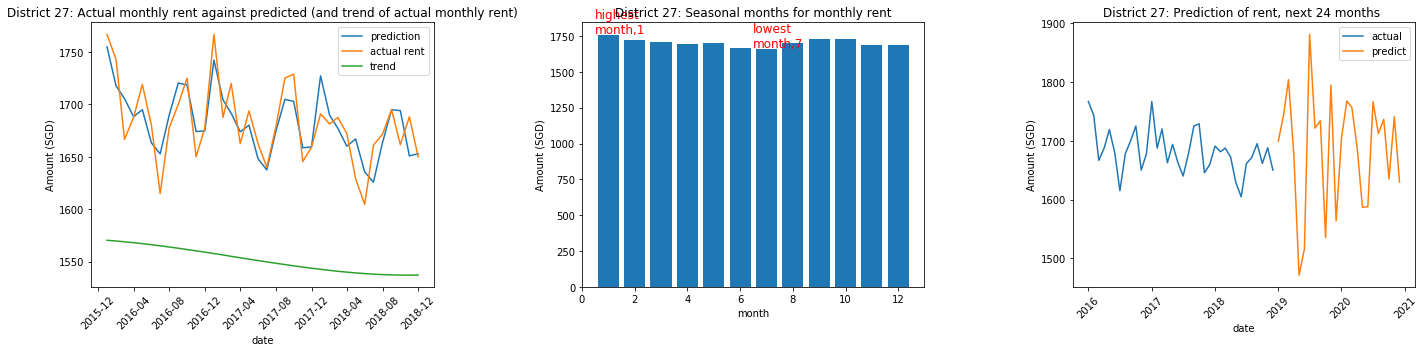 District 27: Actual monthly rent against predicted (and trend of actual monthly rent)
1750
1700
1650
1600
1550
Amount (SGD)
prediction
actual rent
trend
2015-12
2016-04
2016-08
2016-12
2017-04
2017-08
2017-12
2018-04
2018-08
2018-12
date
District 27: Seasonal months for monthly rent
highest
month,1
lowest
month,7
1750
1500
1250
1000
750
500
250
0
Amount (SGD)
0
2
4
6
8
10
12
month
District 27: Prediction of rent, next 24 months
1900
1800
1700
1600
1500
Amount (SGD)
actual
predict
2016
2017
2018
2019
2020
2021
date